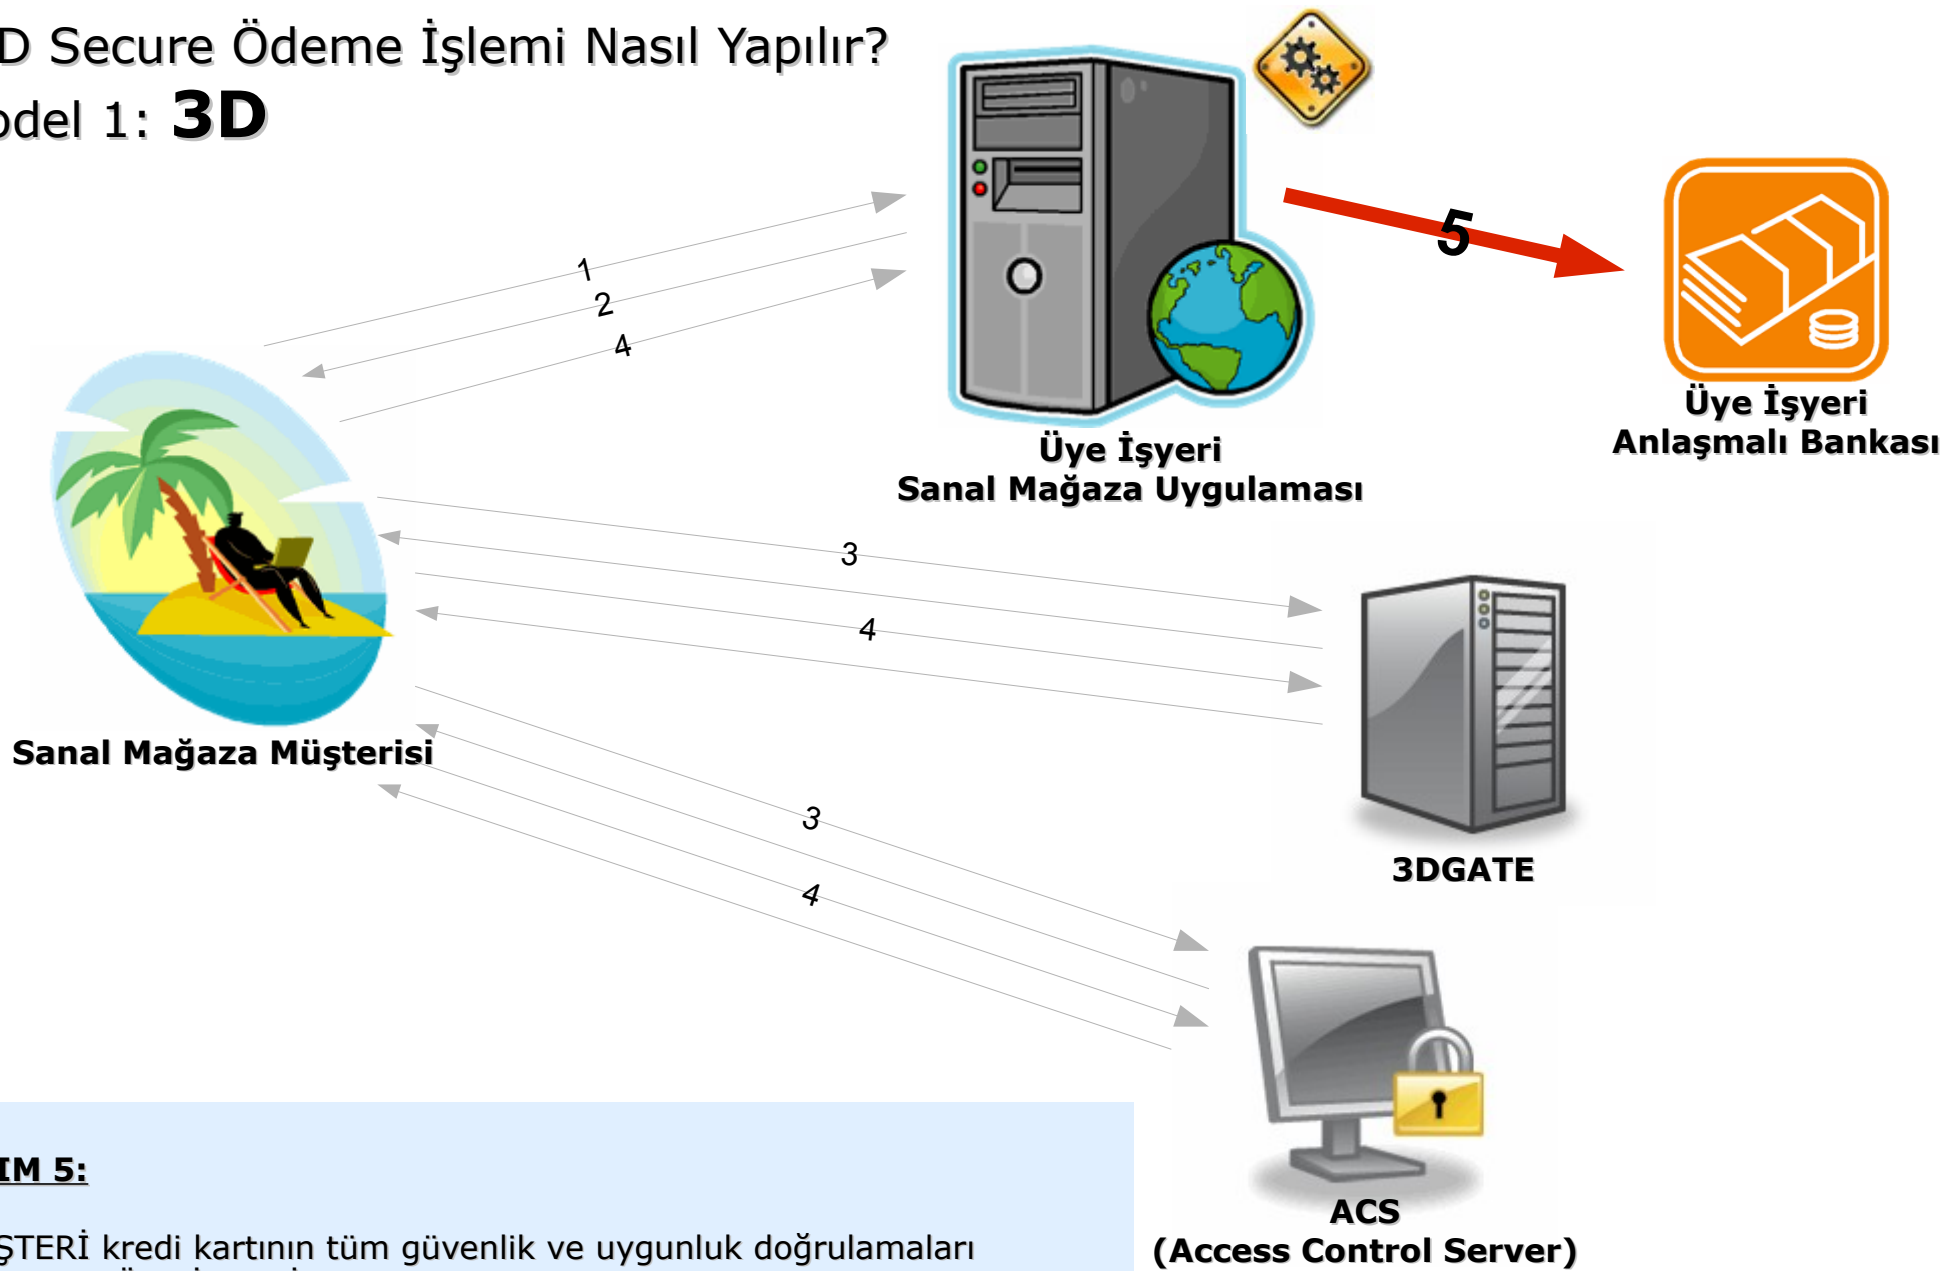 D Secure Ödeme İşlemi Nasıl Yapılır?
odel 1: 3D
1
2
4
5
Üye İşyeri
Anlaşmalı Bankası
Üye İşyeri
Sanal Mağaza Uygulaması
3
4
Sanal Mağaza Müşterisi
3
4
3DGATE
ACS
(Access Control Server)
IM 5:
ŞTERİ kredi kartının tüm güvenlik ve uygunluk doğrulamaları